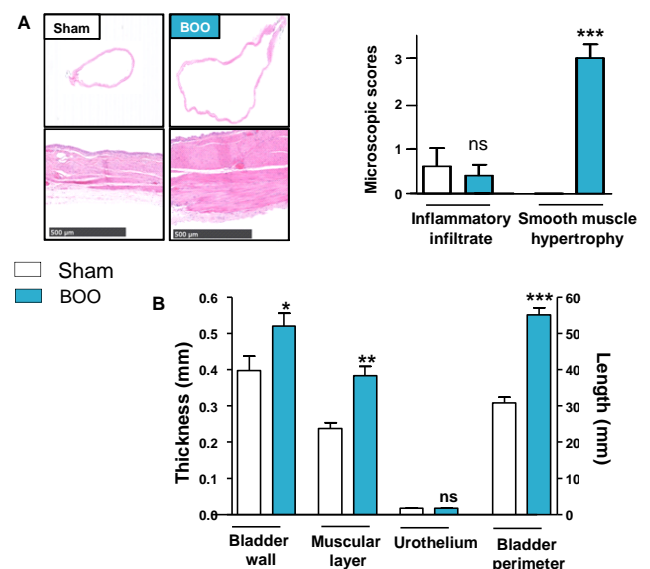 A
Sham
BOO
500 µm
500 µm
Microscopic scores
3
2
1
0
ns
***
Inflammatory
infiltrate
Smooth muscle
hypertrophy
Sham
BOO
B
Thickness (mm)
0.6
0.5
0.4
0.3
0.2
0.1
0.0
*
**
ns
***
60
50
40
30
20
10
0
Length (mm)
Bladder
wall
Muscular
layer
Urothelium
Bladder
perimeter